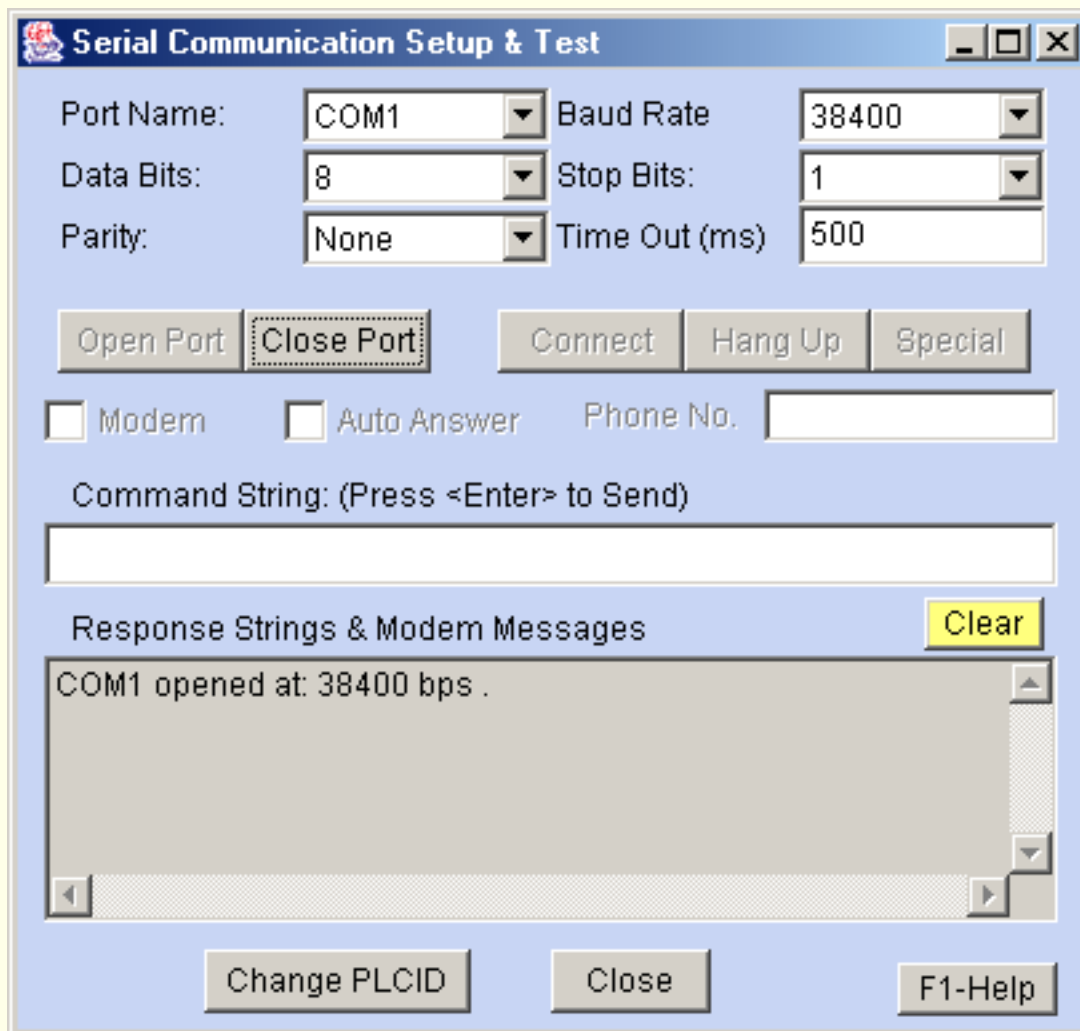 Serial Communication Setup & Test
Port Name: COM1 Baud Rate 38400
Data Bits: 8 Stop Bits: 1
Parity: None Time Out (ms) 500
Open Port Close Port Connect Hang Up Special
Modem Auto Answer Phone No.
Command String: (Press <Enter> to Send)
Response Strings & Modem Messages Clear
COM1 opened at: 38400 bps .
Change PLCID Close F1-Help